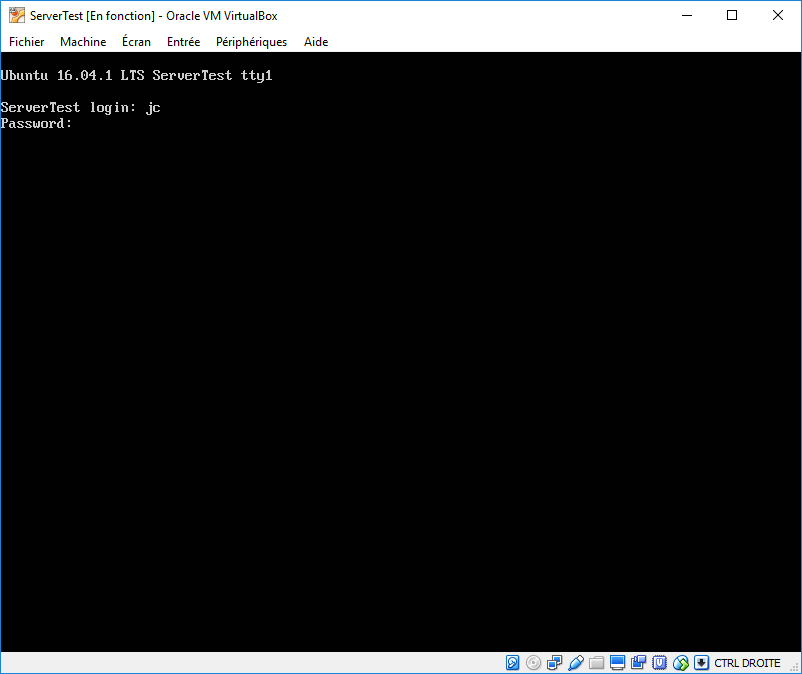 ServerTest [En fonction] - Oracle VM VirtualBox
Fichier Machine Écran Entrée Périphériques Aide
Ubuntu 16.04.1 LTS ServerTest tty1
ServerTest login: jc
Password:
CTRL DROITE